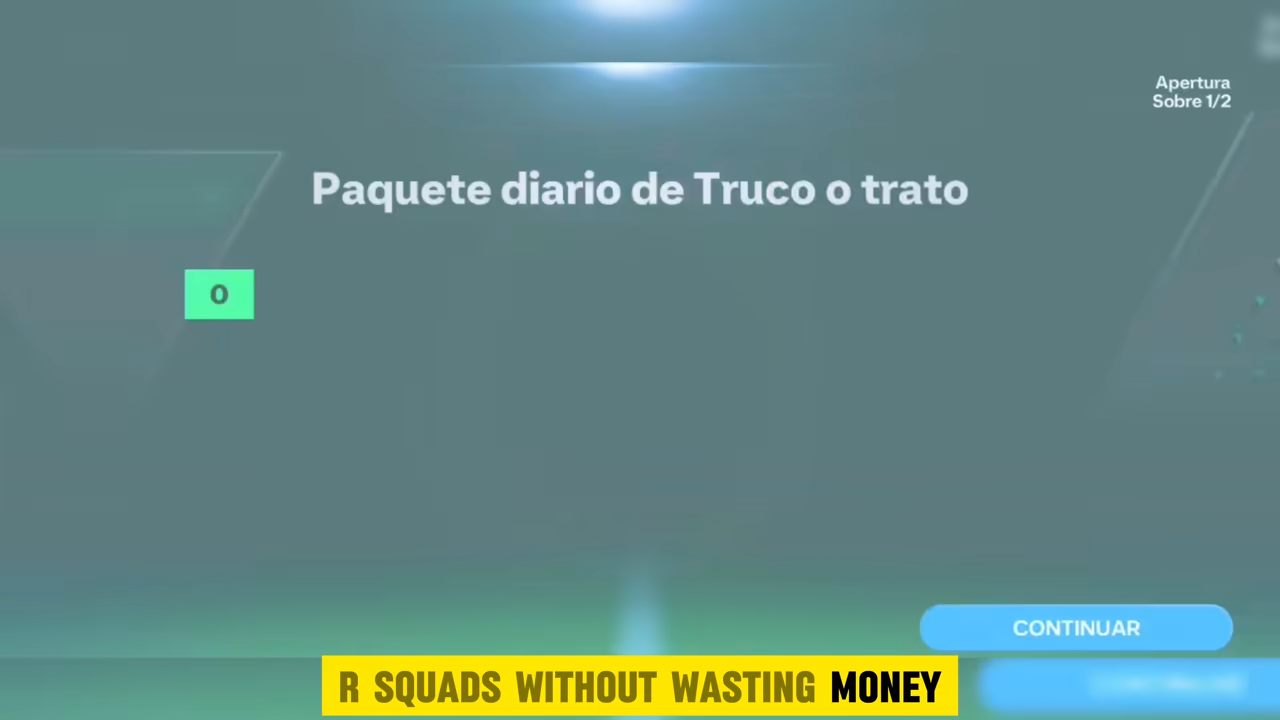 Apertura
Sobre 1/2
Paquete diario de Truco o trato
0
CONTINUAR
R SQUADS WITHOUT WASTING MONEY